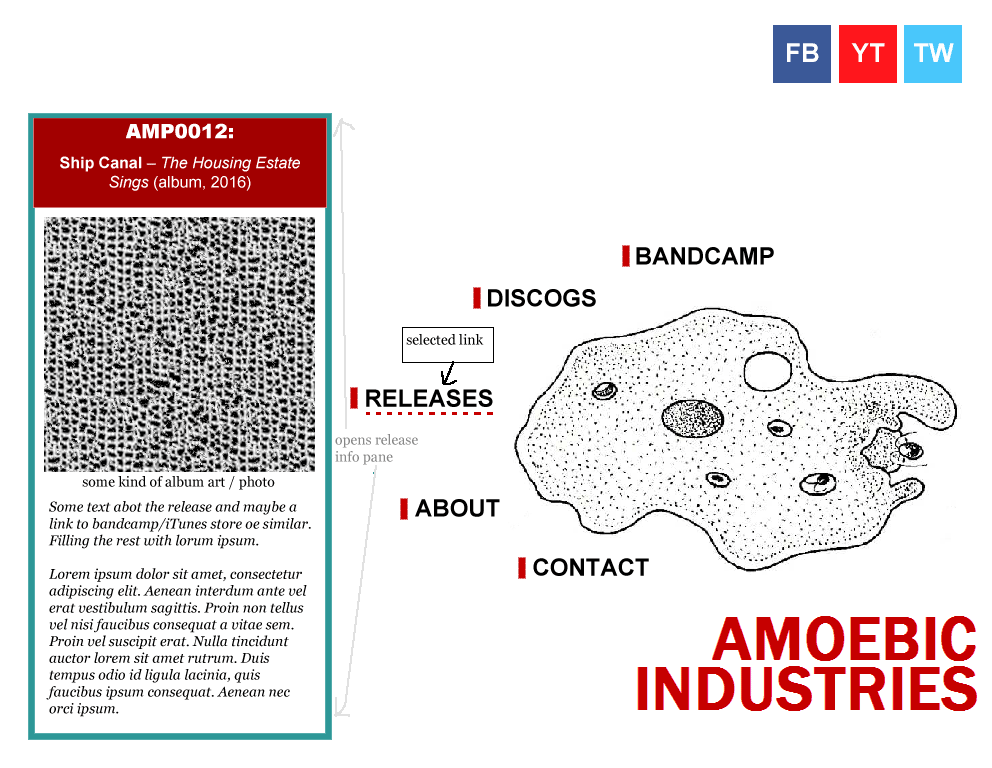 FB YT TW
AMP0012:
Ship Canal – The Housing Estate
Sings (album, 2016)
some kind of album art / photo
Some text abot the release and maybe a
link to bandcamp/iTunes store oe similar.
Filling the rest with lorum ipsum.
Lorem ipsum dolor sit amet, consectetur
adipiscing elit. Aenean interdum ante vel
erat vestibulum sagittis. Proin non tellus
vel nisi faucibus consequat a vitae sem.
Proin vel suscipit erat. Nulla tincidunt
auctor lorem sit amet rutrum. Duis
tempus odio id ligula lacinia, quis
faucibus ipsum consequat. Aenean nec
orci ipsum.
BANDCAMP
DISCOGS
selected link
RELEASES
opens release
info pane
ABOUT
CONTACT
AMOEBIC
INDUSTRIES